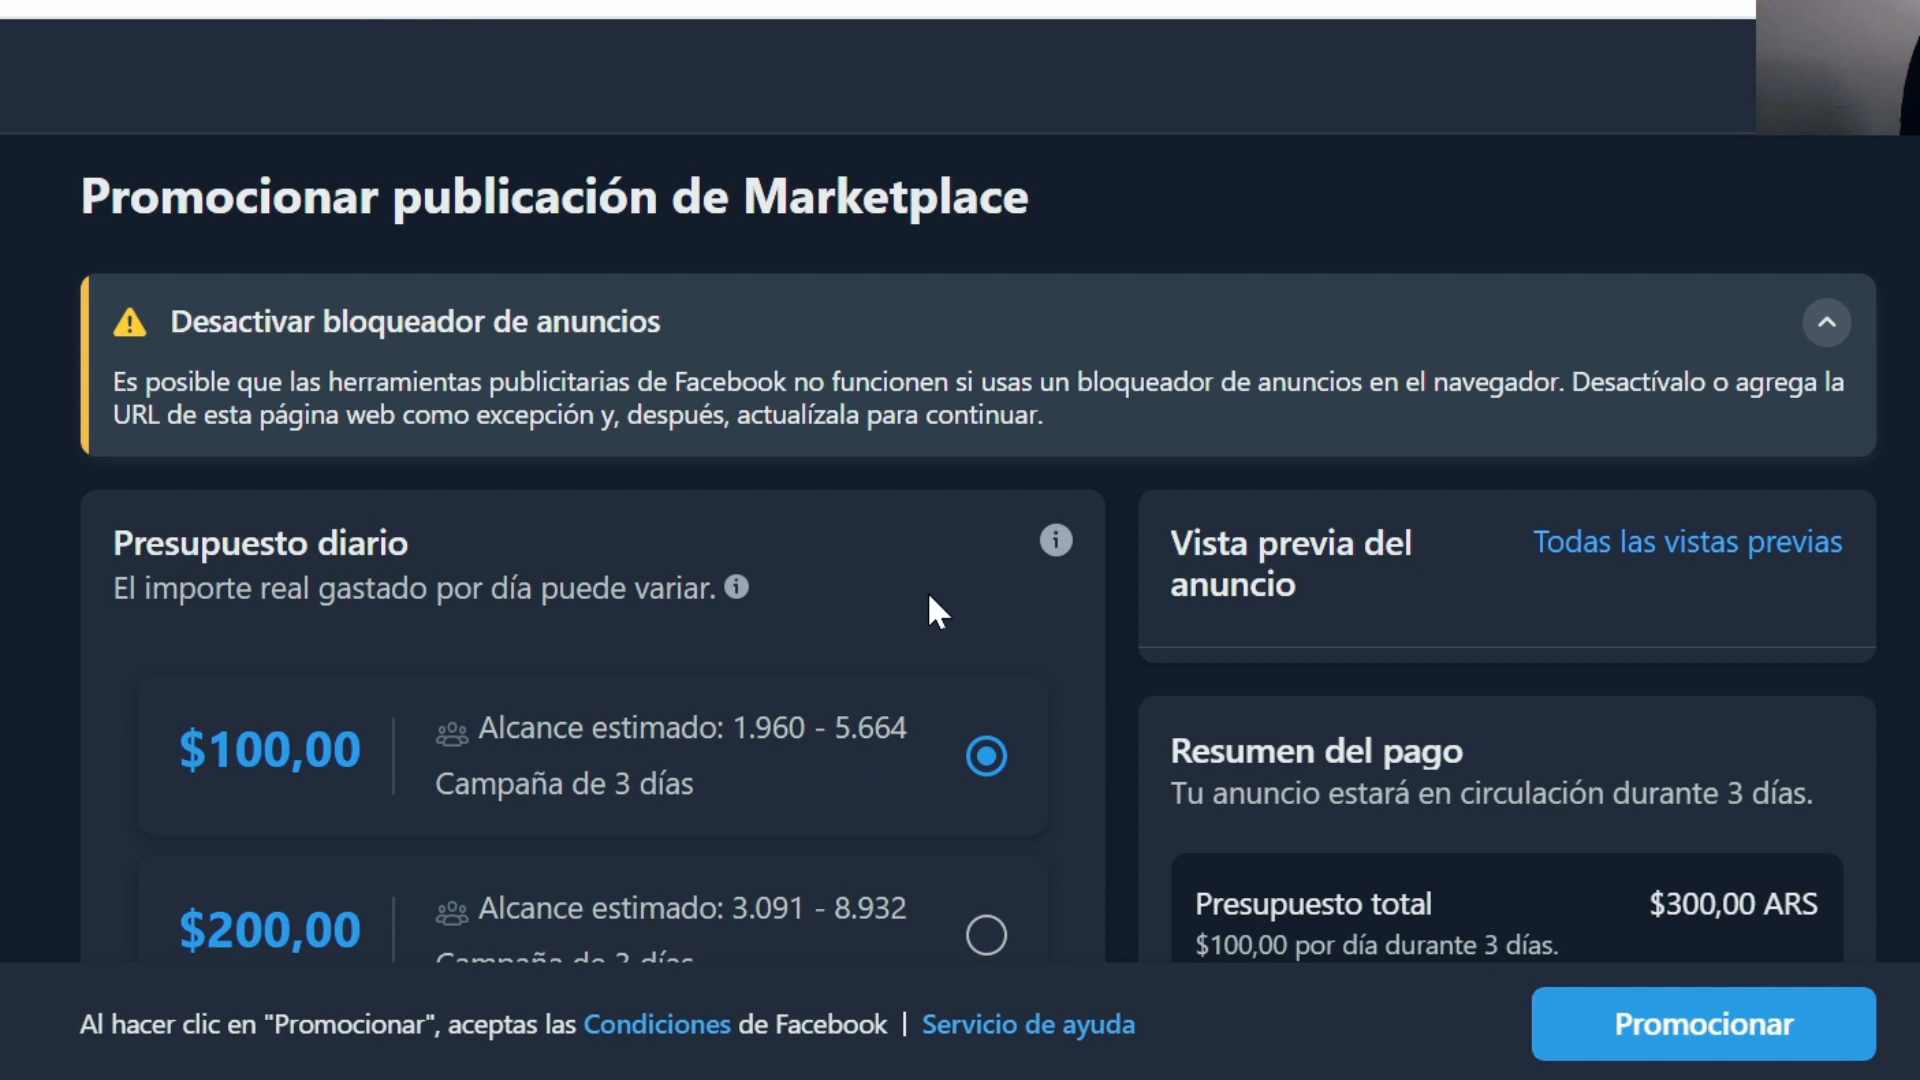 Promocionar publicación de Marketplace
Desactivar bloqueador de anuncios
Es posible que las herramientas publicitarias de Facebook no funcionen si usas un bloqueador de anuncios en el navegador. Desactívalo o agrega la
URL de esta página web como excepción y, después, actualízala para continuar.
Presupuesto diario
El importe real gastado por día puede variar.
$100,00
Alcance estimado: 1.960 - 5.664
Campaña de 3 días
$200,00
Alcance estimado: 3.091 - 8.932
Campaña de 3 días
Vista previa del
anuncio
Todas las vistas previas
Resumen del pago
Tu anuncio estará en circulación durante 3 días.
Presupuesto total
$300,00 ARS
$100,00 por día durante 3 días.
Al hacer clic en "Promocionar", aceptas las Condiciones de Facebook | Servicio de ayuda
Promocionar